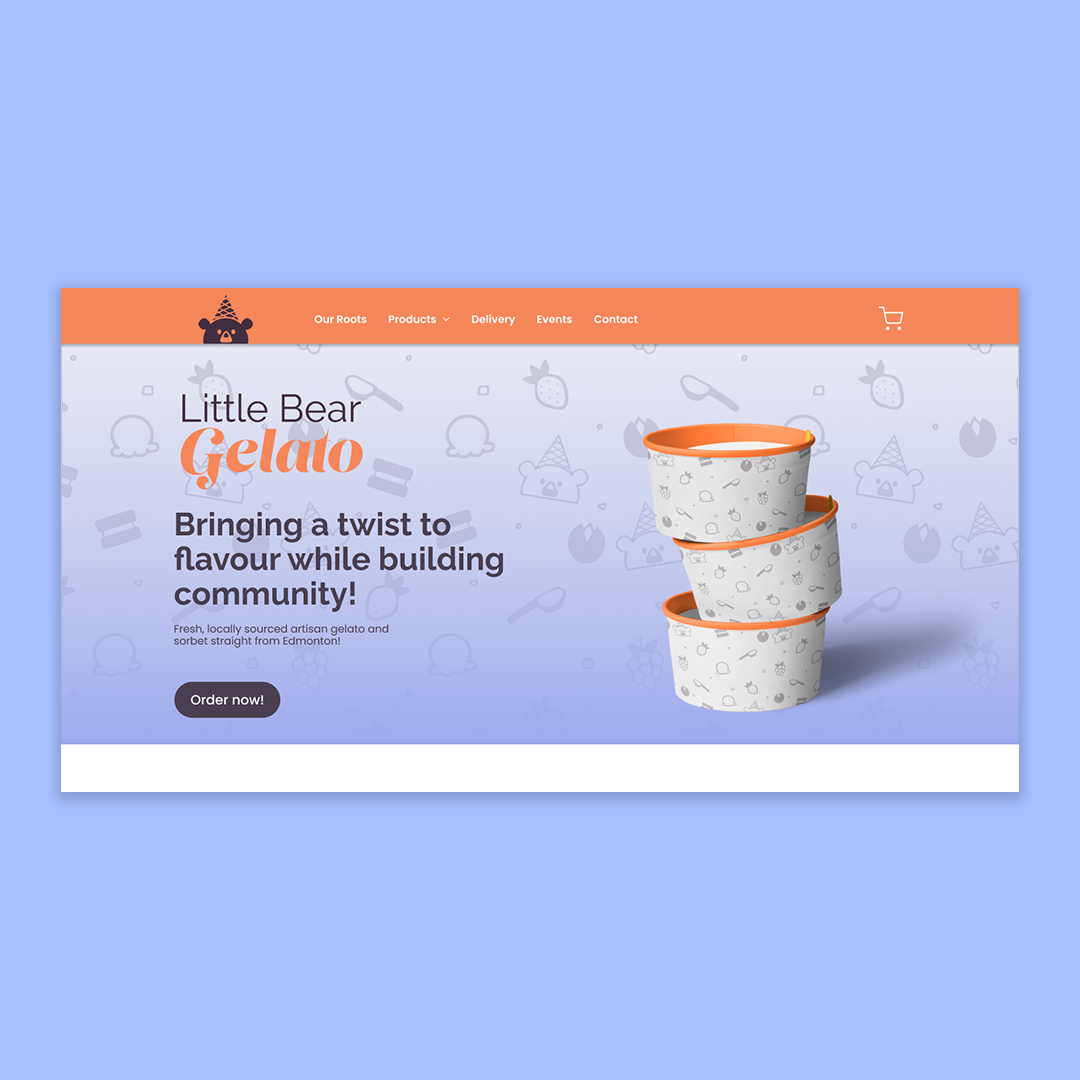 Our Roots Products Delivery Events Contact
Little Bear
Gelato
Bringing a twist to
flavour while building
community!
Fresh, locally sourced artisan gelato and
sorbet straight from Edmonton!
Order now!